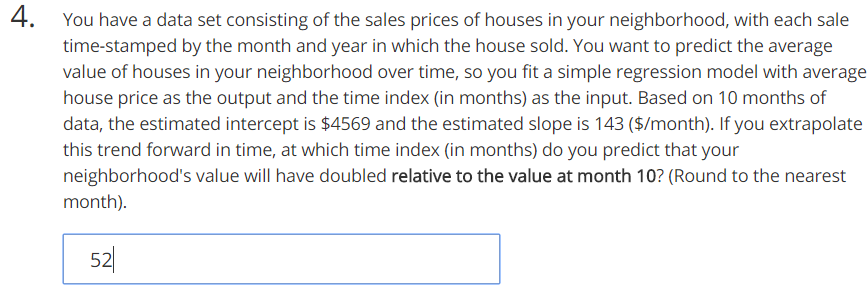 4. You have a data set consisting of the sales prices of houses in your neighborhood, with each sale
time-stamped by the month and year in which the house sold. You want to predict the average
value of houses in your neighborhood over time, so you fit a simple regression model with average
house price as the output and the time index (in months) as the input. Based on 10 months of
data, the estimated intercept is $4569 and the estimated slope is 143 ($/month). If you extrapolate
this trend forward in time, at which time index (in months) do you predict that your
neighborhood's value will have doubled relative to the value at month 10? (Round to the nearest
month).
52